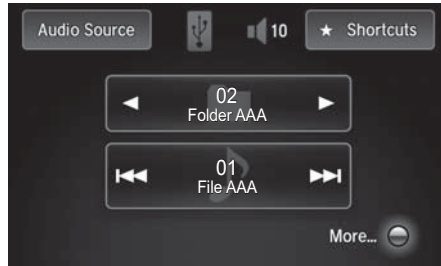 Audio Source
10
★ Shortcuts
02
Folder AAA
01
File AAA
More...